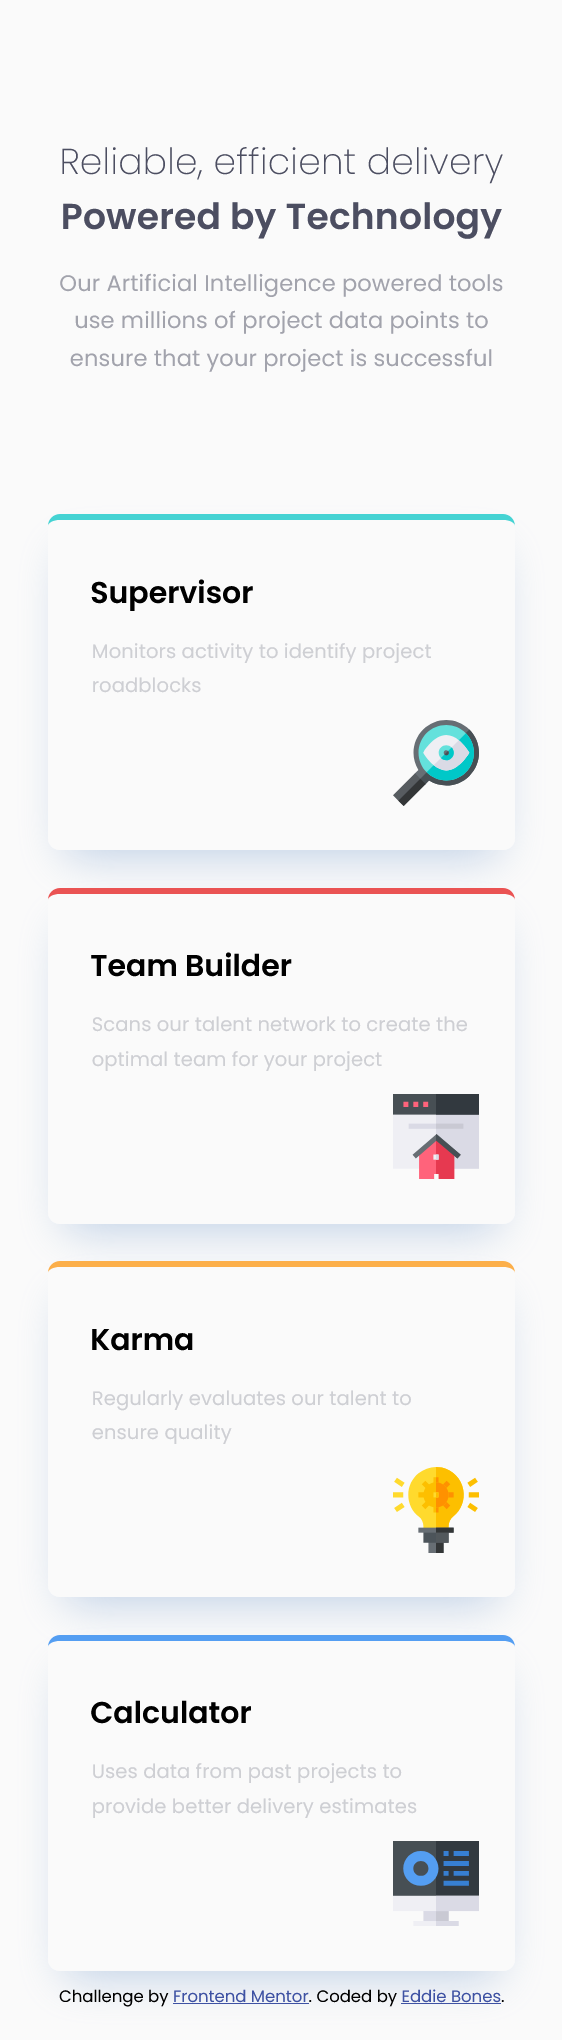 Reliable, efficient delivery
Powered by Technology
Our Artificial Intelligence powered tools
use millions of project data points to
ensure that your project is successful
Supervisor
Monitors activity to identify project
roadblocks
Team Builder
Scans our talent network to create the
optimal team for your project
Karma
Regularly evaluates our talent to
ensure quality
Calculator
Uses data from past projects to
provide better delivery estimates
Challenge by Frontend Mentor. Coded by Eddie Bones.